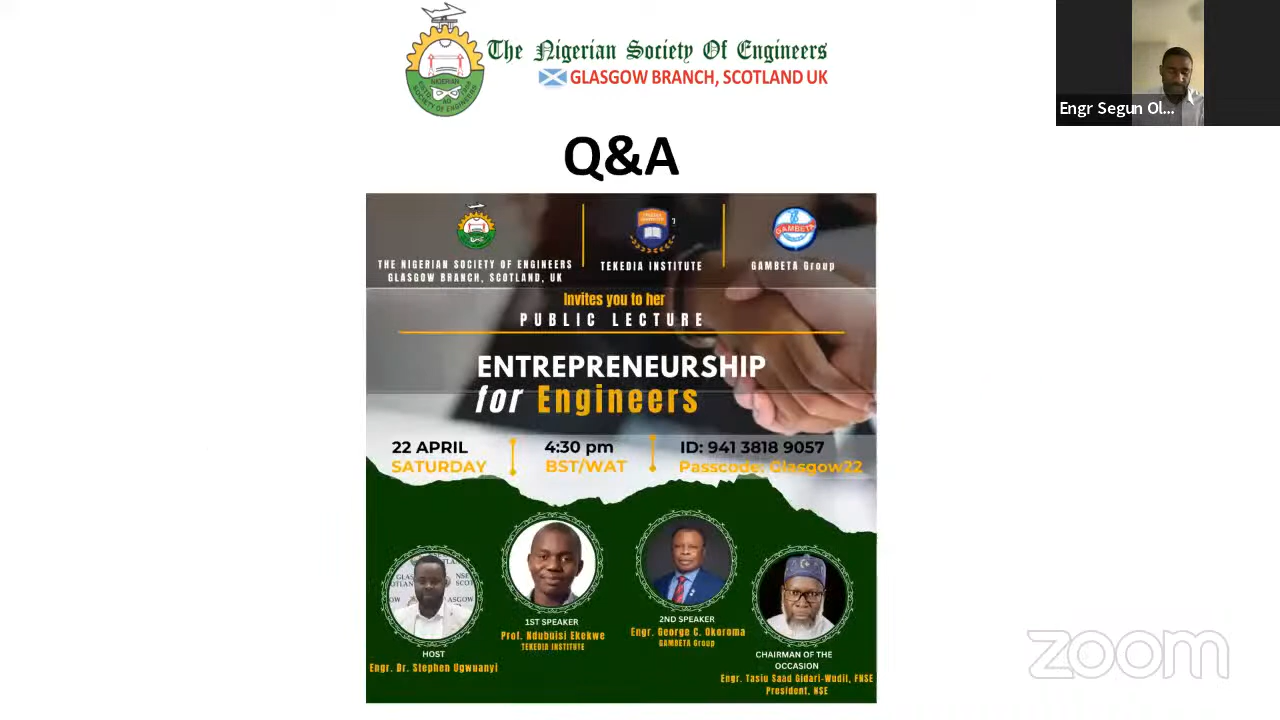 The Nigerian Society Of Engineers
GLASGOW BRANCH, SCOTLAND UK
Engr Segun Ol...
Q&A
THE NIGERIAN SOCIETY OF ENGINEERS
GLASGOW BRANCH, SCOTLAND, UK
TEKEDIA INSTITUTE
GAMBETA
GAMBETA Group
Invites you to her
PUBLIC LECTURE
ENTREPRENEURSHIP
for Engineers
22 APRIL
SATURDAY
4:30 pm
BST/WAT
ID: 941 3818 9057
Passcode: Glasgow22
HOST
Engr. Dr. Stephen Ugwuanyi
1ST SPEAKER
Prof. Ndubuisi Ekekwe
TEKEDIA INSTITUTE
2ND SPEAKER
Engr. George C. Okoroma
GAMBETA Group
CHAIRMAN OF THE
OCCASION
Engr. Tasiu Saad Gidari-Wudil, FNSE
President, NSE
zoom